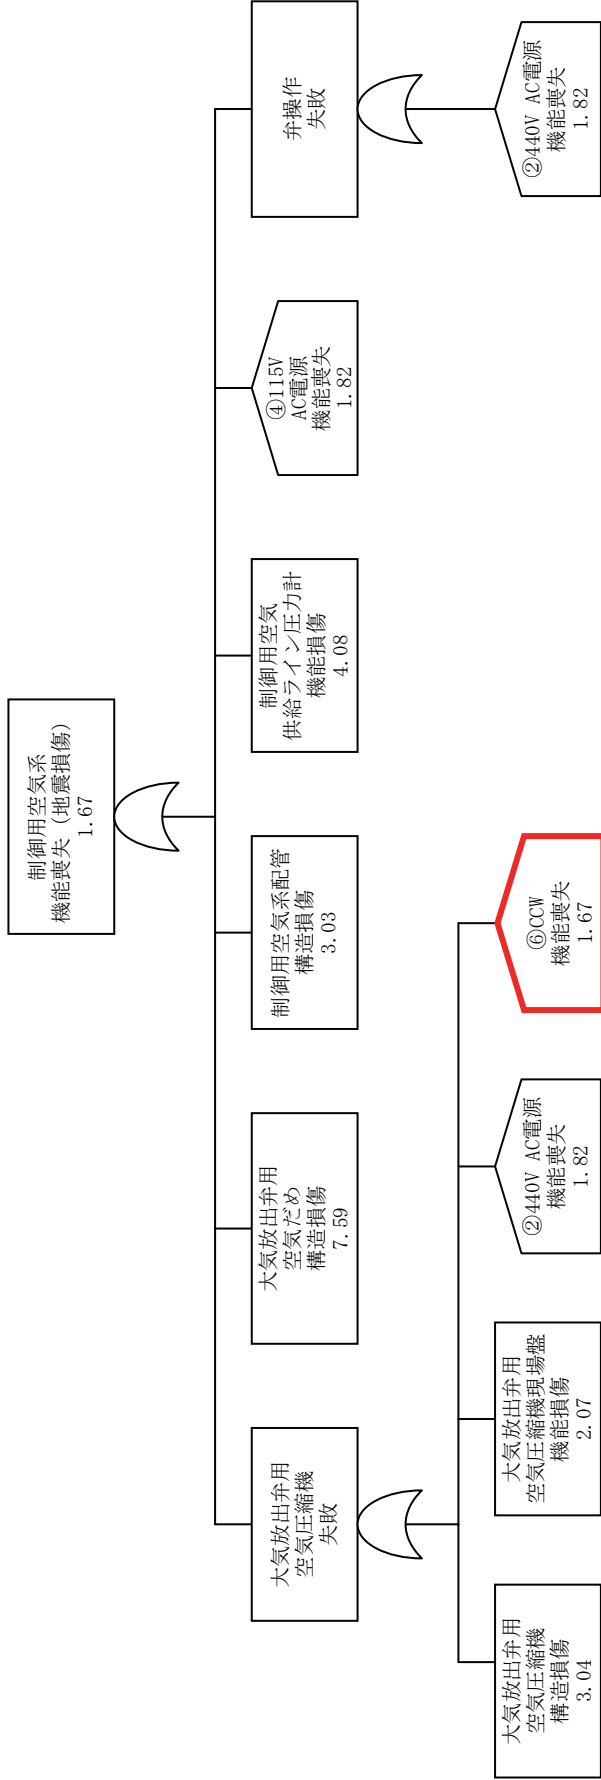 制御用空気系
機能喪失（地震損傷）
1.67
大気放出弁用
空気圧縮機
失敗
大気放出弁用
空気だめ
構造損傷
7.59
制御用空気系配管
構造損傷
3.03
制御用空気
供給ライン圧力計
機能損傷
4.08
④115V
AC電源
機能喪失
1.82
弁操作
失敗
大気放出弁用
空気圧縮機
構造損傷
3.04
大気放出弁用
空気圧縮機現場盤
機能損傷
2.07
②440V AC電源
機能喪失
1.82
⑥CCW
機能喪失
1.67
②440V AC電源
機能喪失
1.82